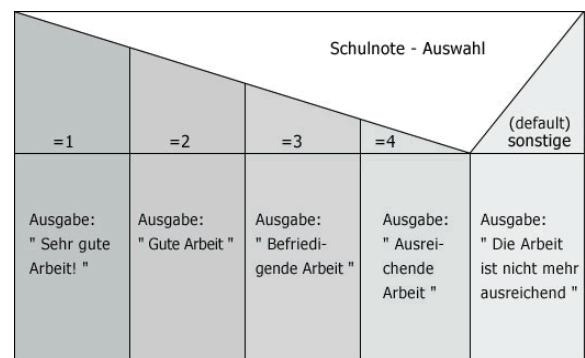 Schulnote - Auswahl
(default)
=1
=2
=3
=4
sonstige
Ausgabe:
" Sehr gute
Arbeit! "
Ausgabe:
" Gute Arbeit "
Ausgabe:
" Befriedi-
gende Arbeit "
Ausgabe:
" Ausrei-
chende
Arbeit "
Ausgabe:
" Die Arbeit
ist nicht mehr
ausreichend "